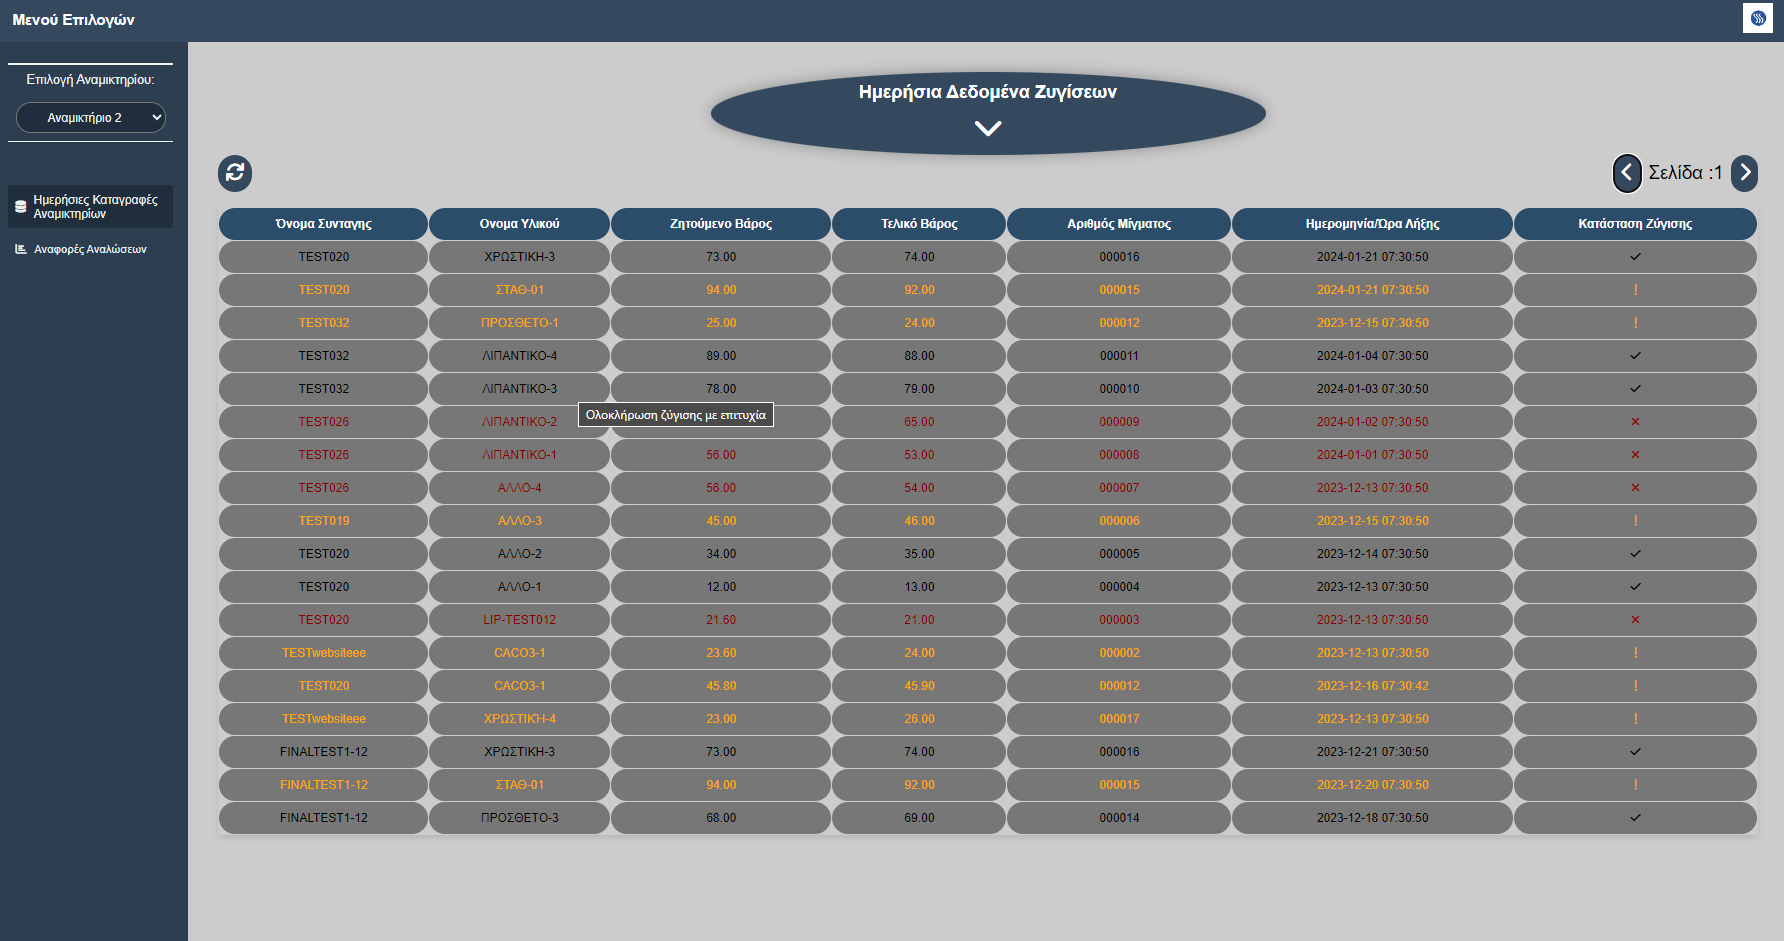 Μενού Επιλογών
Επιλογή Αναμικτηρίου:
Αναμικτήριο 2
Ημερήσιες Καταγραφές
Αναμικτηρίων
Αναφορές Αναλώσεων
Ημερήσια Δεδομένα Ζυγίσεων
Σελίδα :1
Όνομα Συνταγης Ονομα Υλικού Ζητούμενο Βάρος Τελικό Βάρος Αριθμός Μίγματος Ημερομηνία/Ώρα Λήξης Κατάσταση Ζύγισης
TEST020 ΧΡΩΣΤΙΚΗ-3 73.00 74.00 000016 2024-01-21 07:30:50 ✓
TEST020 ΣΤΑΘ-01 94.00 92.00 000015 2024-01-21 07:30:50 !
TEST032 ΠΡΟΣΘΕΤΟ-1 25.00 24.00 000012 2023-12-15 07:30:50 !
TEST032 ΛΙΠΑΝΤΙΚΟ-4 89.00 88.00 000011 2024-01-04 07:30:50 ✓
TEST032 ΛΙΠΑΝΤΙΚΟ-3 78.00 79.00 000010 2024-01-03 07:30:50 ✓
Ολοκλήρωση ζύγισης με επιτυχία
TEST026 ΛΙΠΑΝΤΙΚΟ-2 65.00 000009 2024-01-02 07:30:50 ×
TEST026 ΛΙΠΑΝΤΙΚΟ-1 56.00 53.00 000008 2024-01-01 07:30:50 ×
TEST026 ΑΛΛΟ-4 56.00 54.00 000007 2023-12-13 07:30:50 ×
TEST019 ΑΛΛΟ-3 45.00 46.00 000006 2023-12-15 07:30:50 !
TEST020 ΑΛΛΟ-2 34.00 35.00 000005 2023-12-14 07:30:50 ✓
TEST020 ΑΛΛΟ-1 12.00 13.00 000004 2023-12-13 07:30:50 ✓
TEST020 LIP-TEST012 21.60 21.00 000003 2023-12-13 07:30:50 ×
TESTwebsiteee CACO3-1 23.60 24.00 000002 2023-12-13 07:30:50 !
TEST020 CACO3-1 45.80 45.90 000012 2023-12-16 07:30:42 !
TESTwebsiteee ΧΡΩΣΤΙΚΉ-4 23.00 26.00 000017 2023-12-13 07:30:50 !
FINALTEST1-12 ΧΡΩΣΤΙΚΗ-3 73.00 74.00 000016 2023-12-21 07:30:50 ✓
FINALTEST1-12 ΣΤΑΘ-01 94.00 92.00 000015 2023-12-20 07:30:50 !
FINALTEST1-12 ΠΡΟΣΘΕΤΟ-3 68.00 69.00 000014 2023-12-18 07:30:50 ✓